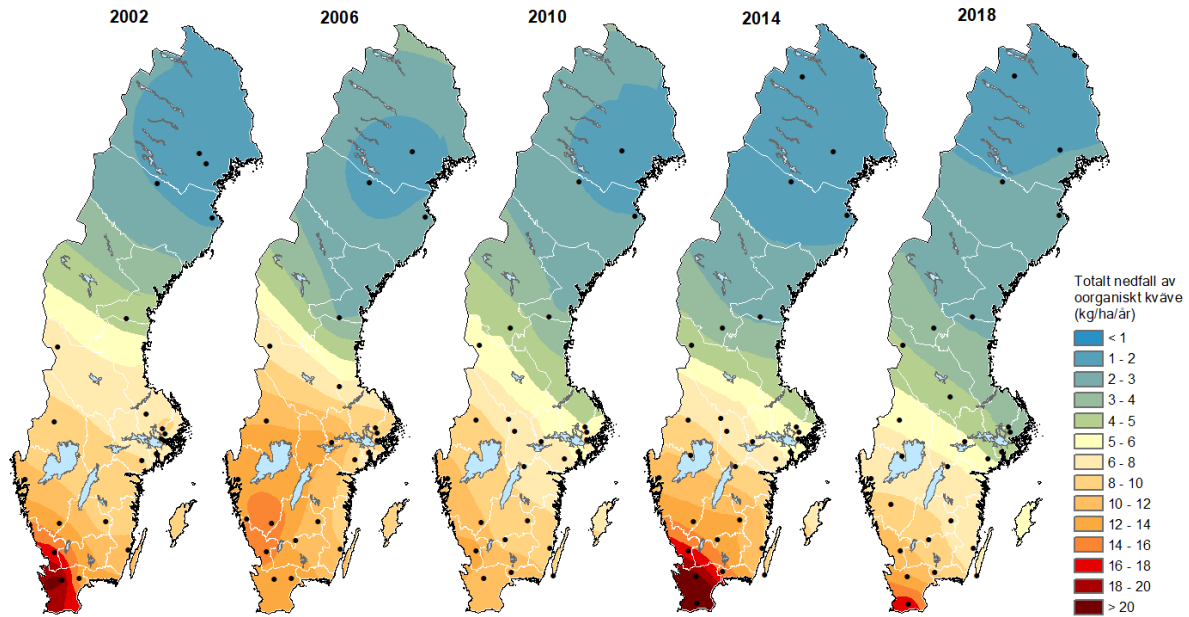 2002
2006
2010
2014
2018
Totalt nedfall av
oorganiskt kväve
(kg/ha/år)
< 1
1 - 2
2 - 3
3 - 4
4 - 5
5 - 6
6 - 8
8 - 10
10 - 12
12 - 14
14 - 16
16 - 18
18 - 20
> 20